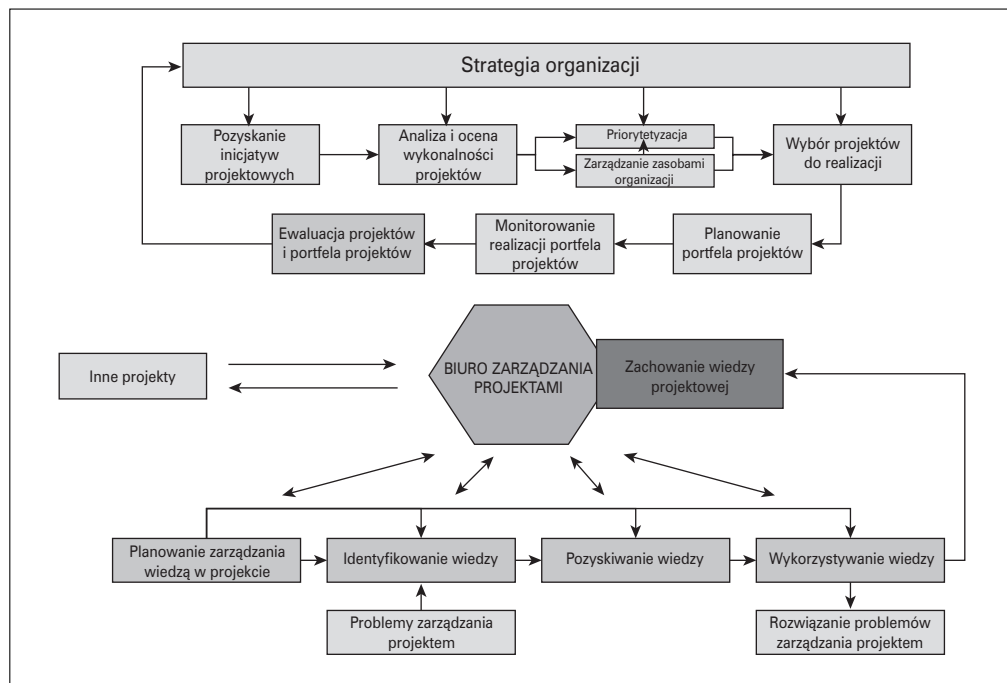 Strategia organizacji
Pozyskanie
inicjatyw
projektowych
Analiza i ocena
wykonalności
projektów
Priorytetyzacja
Zarządzanie zasobami
organizacji
Wybór projektów
do realizacji
Ewaluacja projektów
i portfela projektów
Monitorowanie
realizacji portfela
projektów
Planowanie
portfela projektów
Inne projekty
BIURO ZARZĄDZANIA
PROJEKTAMI
Zachowanie wiedzy
projektowej
Planowanie zarządzania
wiedzą w projekcie
Identyfikowanie wiedzy
Pozyskiwanie wiedzy
Wykorzystywanie wiedzy
Problemy zarządzania
projektem
Rozwiązanie problemów
zarządzania projektem